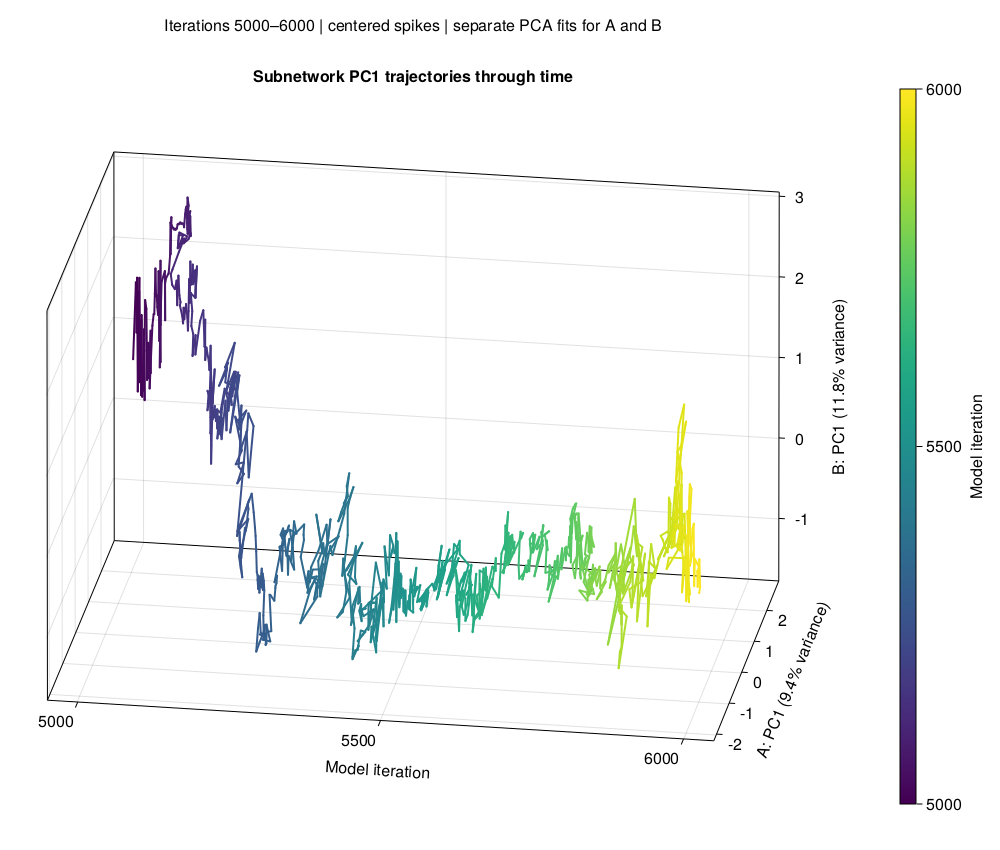 Iterations 5000–6000 | centered spikes | separate PCA fits for A and B
Subnetwork PC1 trajectories through time
6000
5500
5000
Model iteration
3
2
1
0
-1
B: PC1 (11.8% variance)
2
1
0
-1
-2
A: PC1 (9.4% variance)
5000
5500
6000
Model iteration